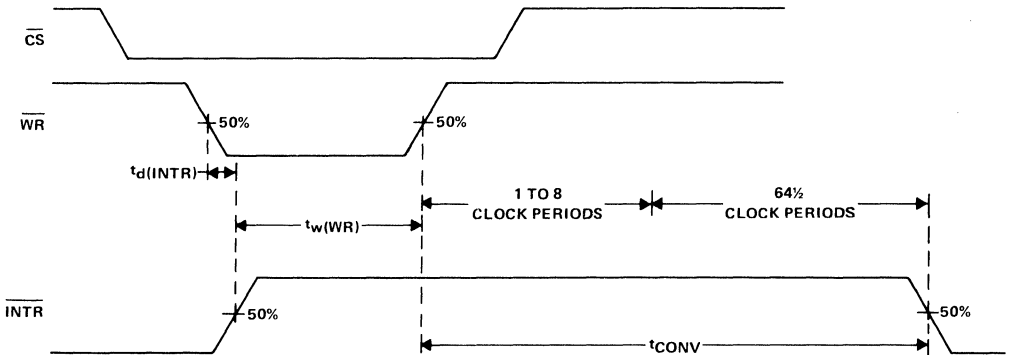 CS
WR
50%
50%
td(INTR)
1 TO 8
CLOCK PERIODS
64½
CLOCK PERIODS
tw(WR)
INTR
50%
50%
tCONV